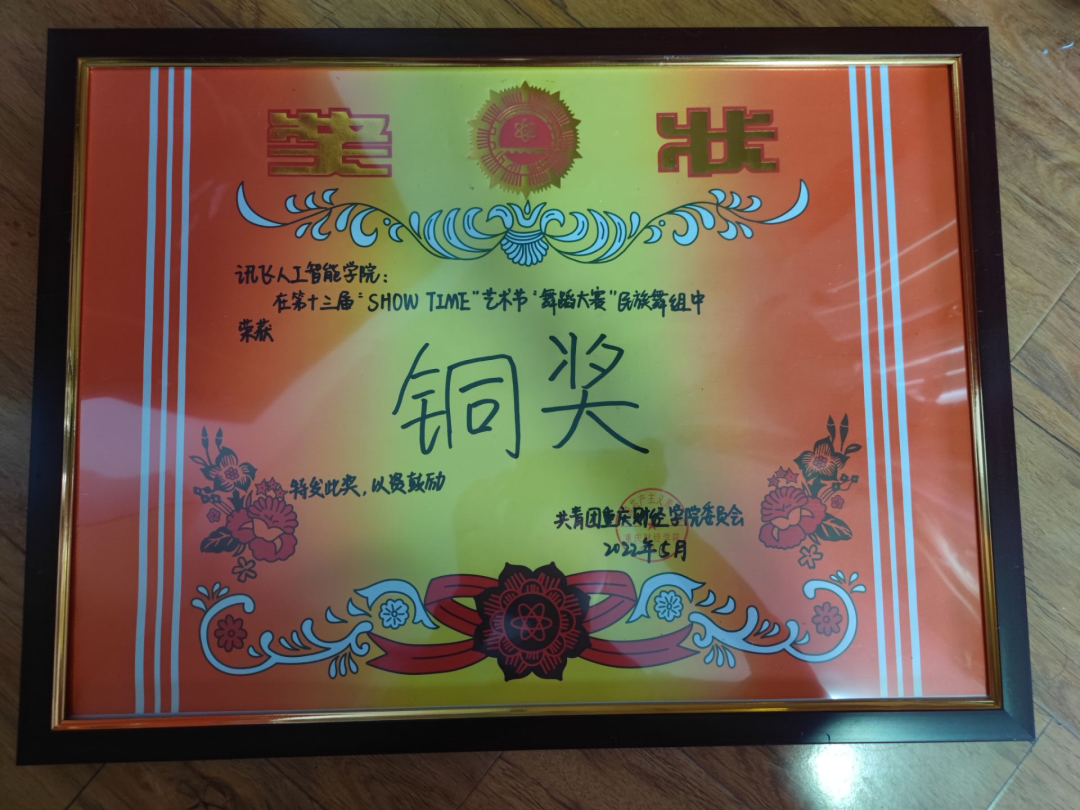 奖状
讯飞人工智能学院：
在第十三届“SHOW TIME”艺术节“舞蹈大赛”民族舞组中
荣获
铜奖
特发此奖，以资鼓励
共青团重庆财经学院委员会
2022年5月